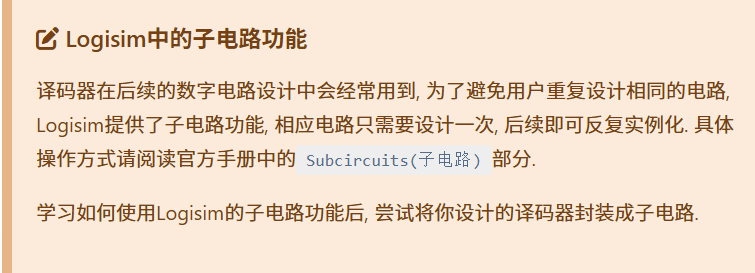 Logisim中的子电路功能
译码器在后续的数字电路设计中会经常用到, 为了避免用户重复设计相同的电路,
Logisim提供了子电路功能, 相应电路只需要设计一次, 后续即可反复实例化. 具体
操作方式请阅读官方手册中的 Subcircuits(子电路) 部分.
学习如何使用Logisim的子电路功能后, 尝试将你设计的译码器封装成子电路.